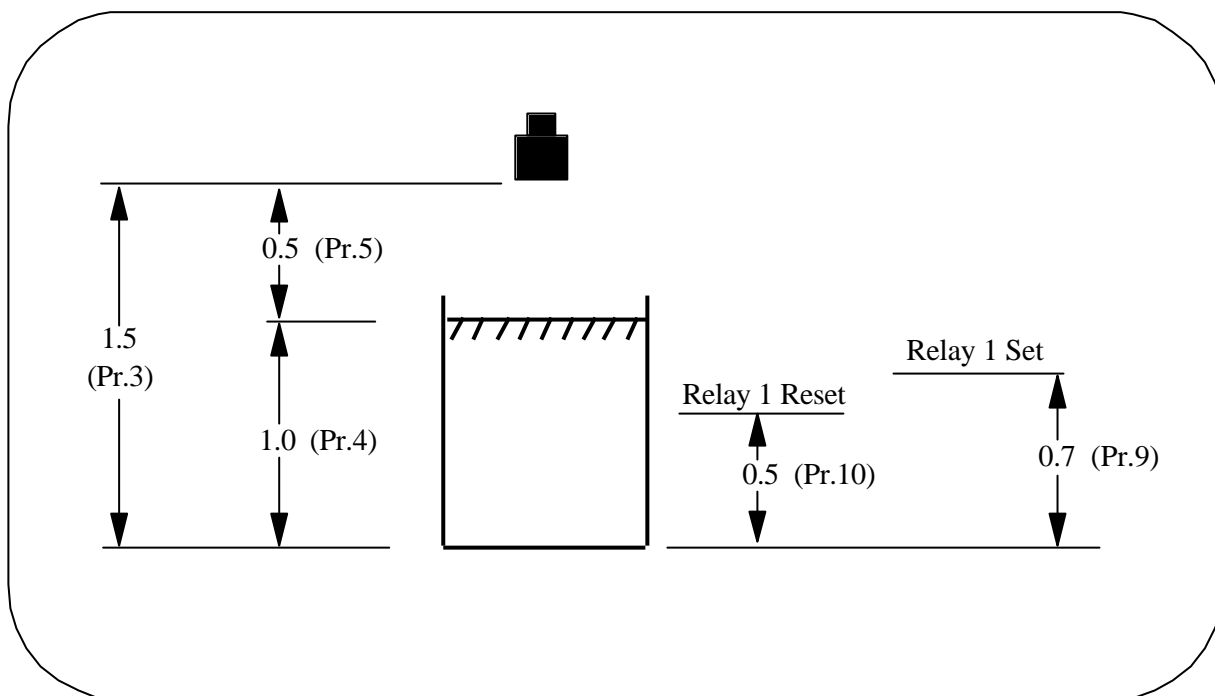 0.5 (Pr.5)
1.5
(Pr.3)
1.0 (Pr.4)
Relay 1 Reset
0.5 (Pr.10)
Relay 1 Set
0.7 (Pr.9)